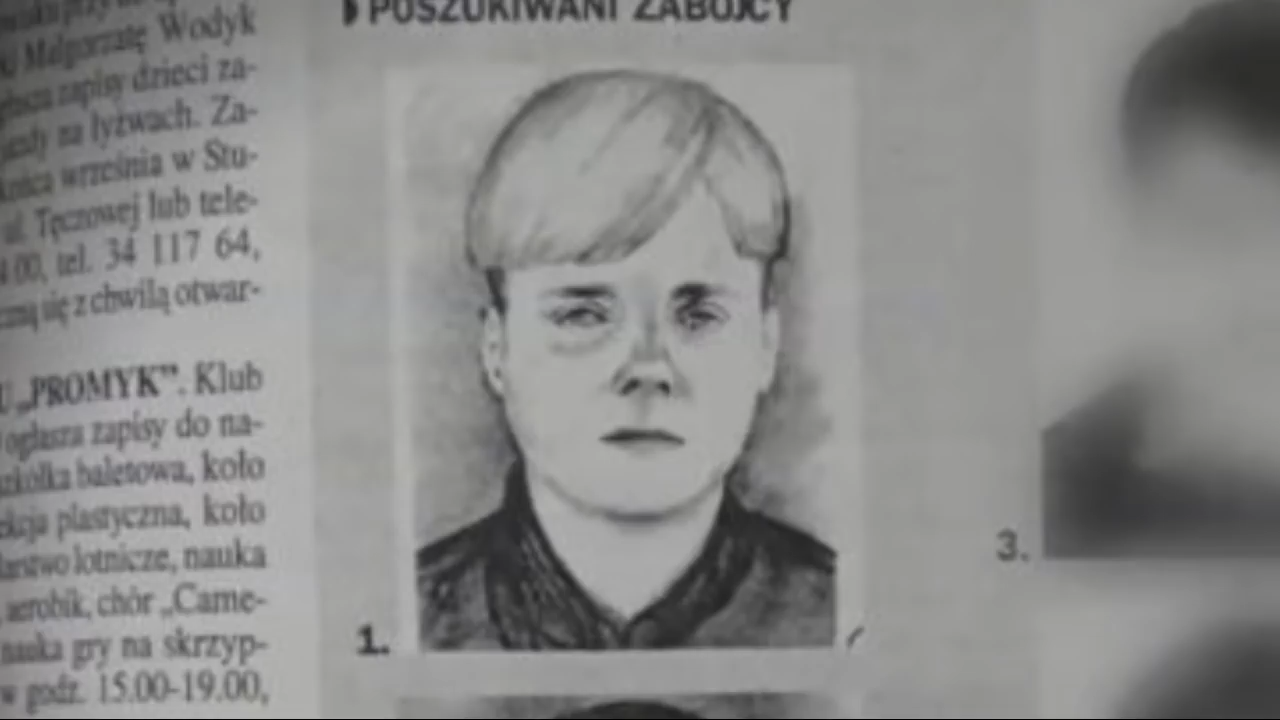 POSZUKIWANI ZABÓJCY
Małgorzatę Wodyk
zapisy dzieci za-
jazdy na łyżwach. Za-
końca września w Stu-
ul. Tęczowej lub tele-
tel. 34 117 64,
się z chwilą otwar-
„PROMYK”. Klub
ogłasza zapisy do na-
szkółka baletowa, koło
plastyczna, koło
lotnicze, nauka
aerobik, chór „Came-
nauka gry na skrzyp-
w godz. 15.00-19.00,
1.
3.